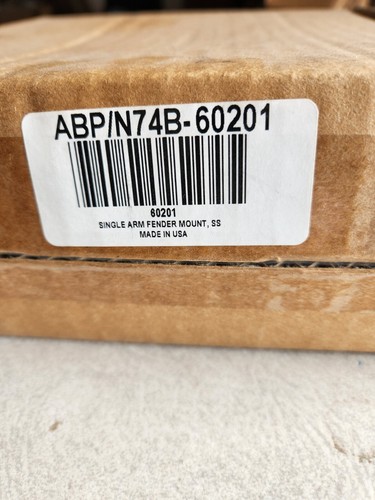 ABP/N74B-60201
60201
SINGLE ARM FENDER MOUNT, SS
MADE IN USA